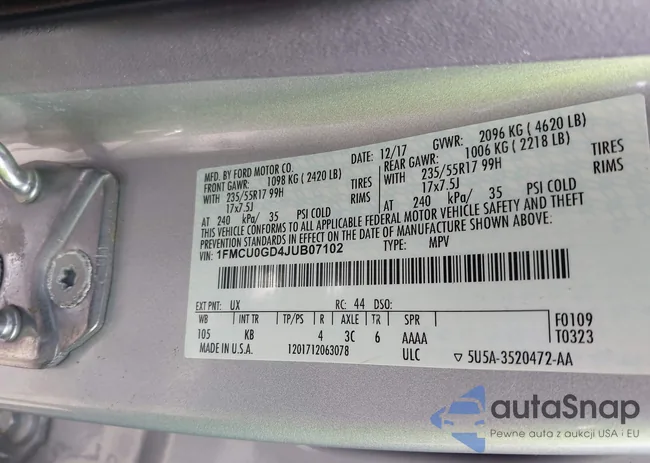 MFD. BY FORD MOTOR CO.
DATE: 12/17 GVWR: 2096 KG ( 4620 LB)
FRONT GAWR: 1098 KG ( 2420 LB) REAR GAWR: 1006 KG ( 2218 LB)
WITH 235/55R17 99H TIRES WITH 235/55R17 99H TIRES
17x7.5J RIMS 17x7.5J RIMS
AT 240 kPa/ 35 PSI COLD AT 240 kPa/ 35 PSI COLD
THIS VEHICLE CONFORMS TO ALL APPLICABLE FEDERAL MOTOR VEHICLE SAFETY AND THEFT
PREVENTION STANDARDS IN EFFECT ON THE DATE OF MANUFACTURE SHOWN ABOVE.
VIN: 1FMCU0GD4JUB07102 TYPE: MPV
EXT PNT: UX RC: 44 DSO:
WB INT TR TP/PS R AXLE TR SPR F0109
105 KB 4 3C 6 AAAA T0323
MADE IN U.S.A. 1201712063078 ULC ▽ 5U5A-3520472-AA
autaSnap
Pewne auta z aukcji USA i EU